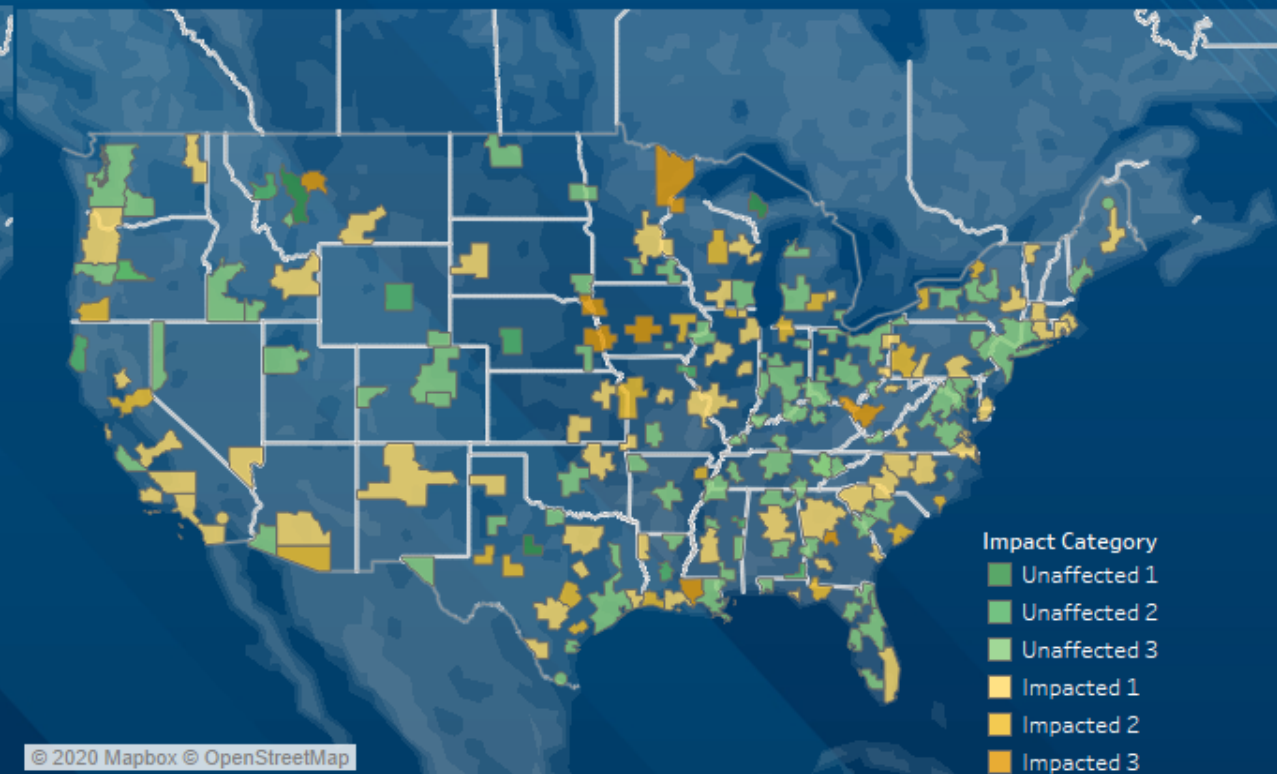 Impact Category
Unaffected 1
Unaffected 2
Unaffected 3
Impacted 1
Impacted 2
Impacted 3
© 2020 Mapbox © OpenStreetMap